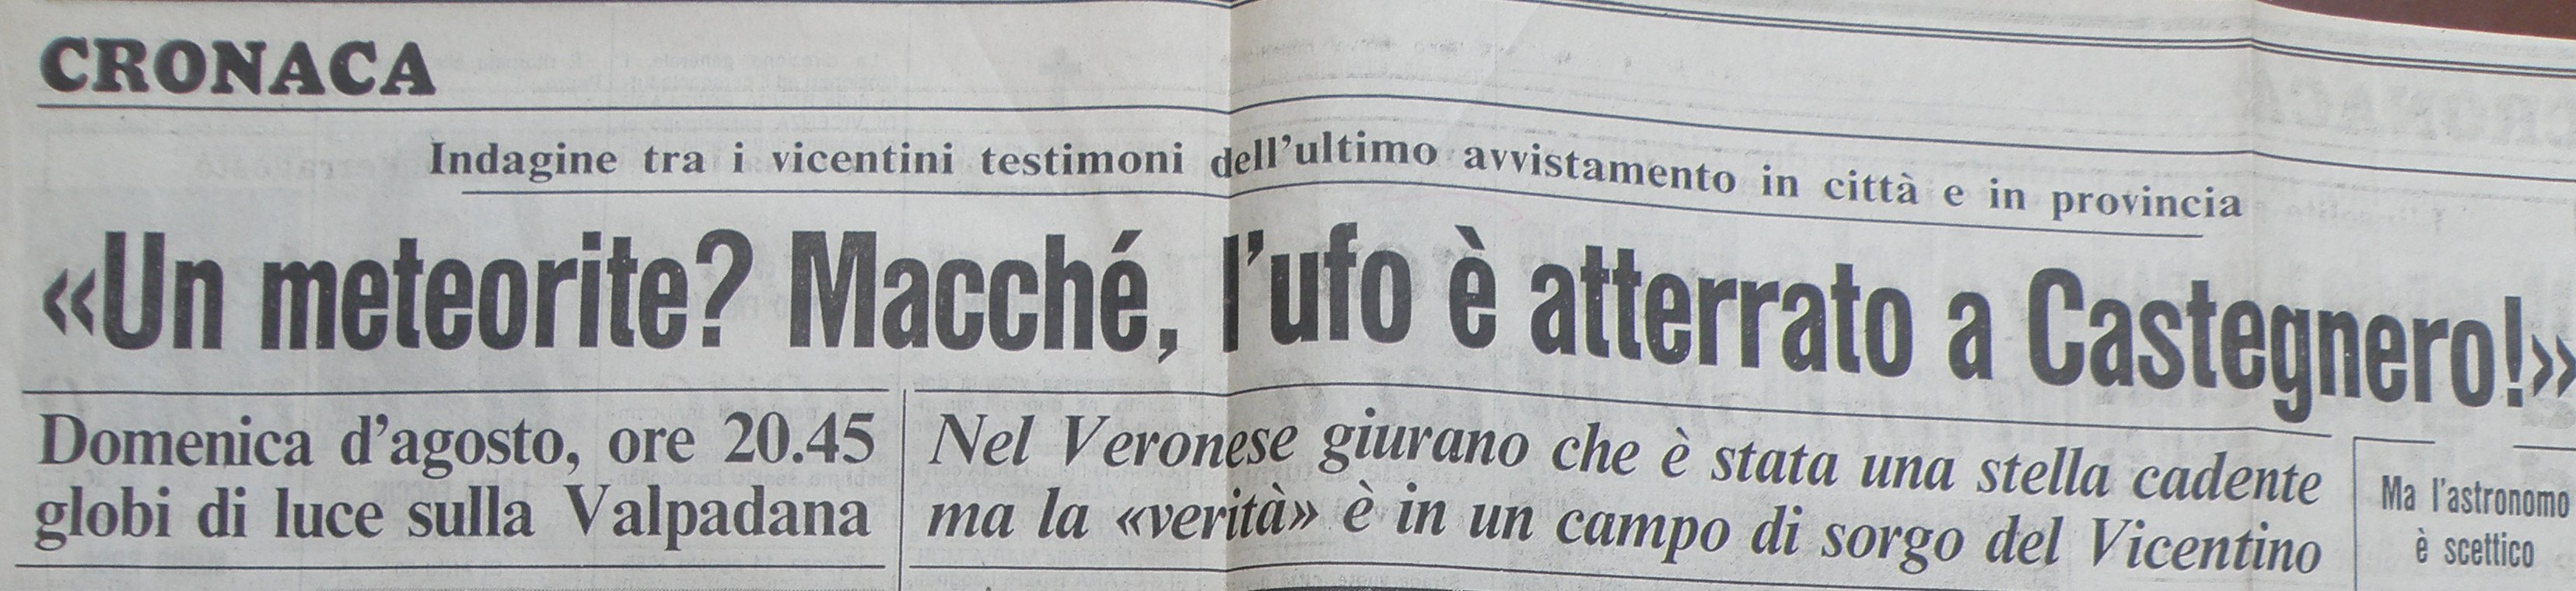 CRONACA
Indagine tra i vicentini testimoni dell'ultimo avvistamento in città e in provincia
«Un meteorite? Macché, l'ufo è atterrato a Castegnero!»
Domenica d'agosto, ore 20.45
globi di luce sulla Valpadana
Nel Veronese giurano che è stata una stella cadente
ma la «verità» è in un campo di sorgo del Vicentino
Ma l'astronomo
è scettico